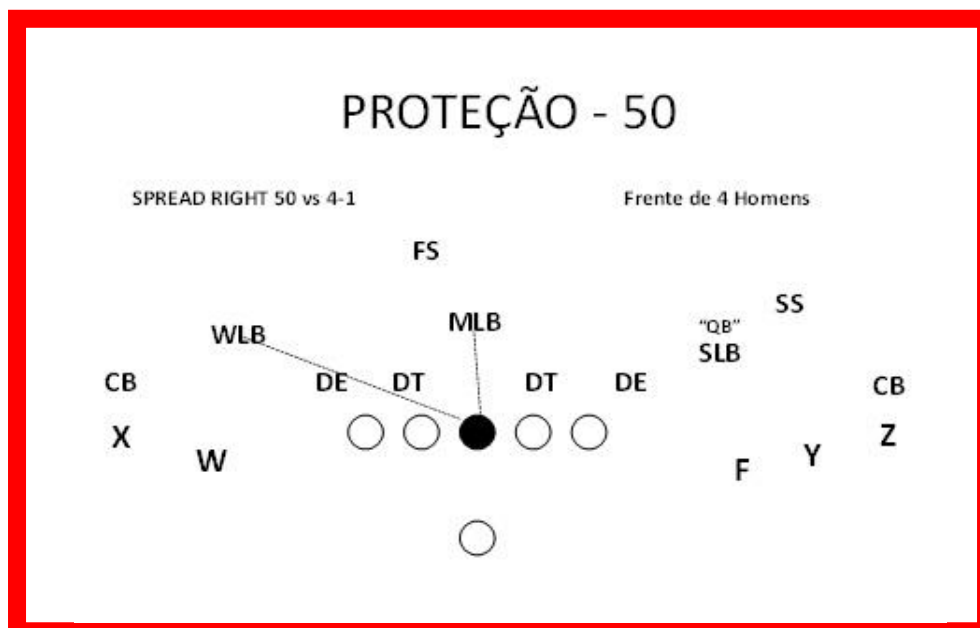 PROTEÇÃO - 50
SPREAD RIGHT 50 vs 4-1
Frente de 4 Homens
FS
SS
WLB
MLB
"QB"
SLB
CB
DE
DT
DT
DE
CB
X
W
F
Y
Z